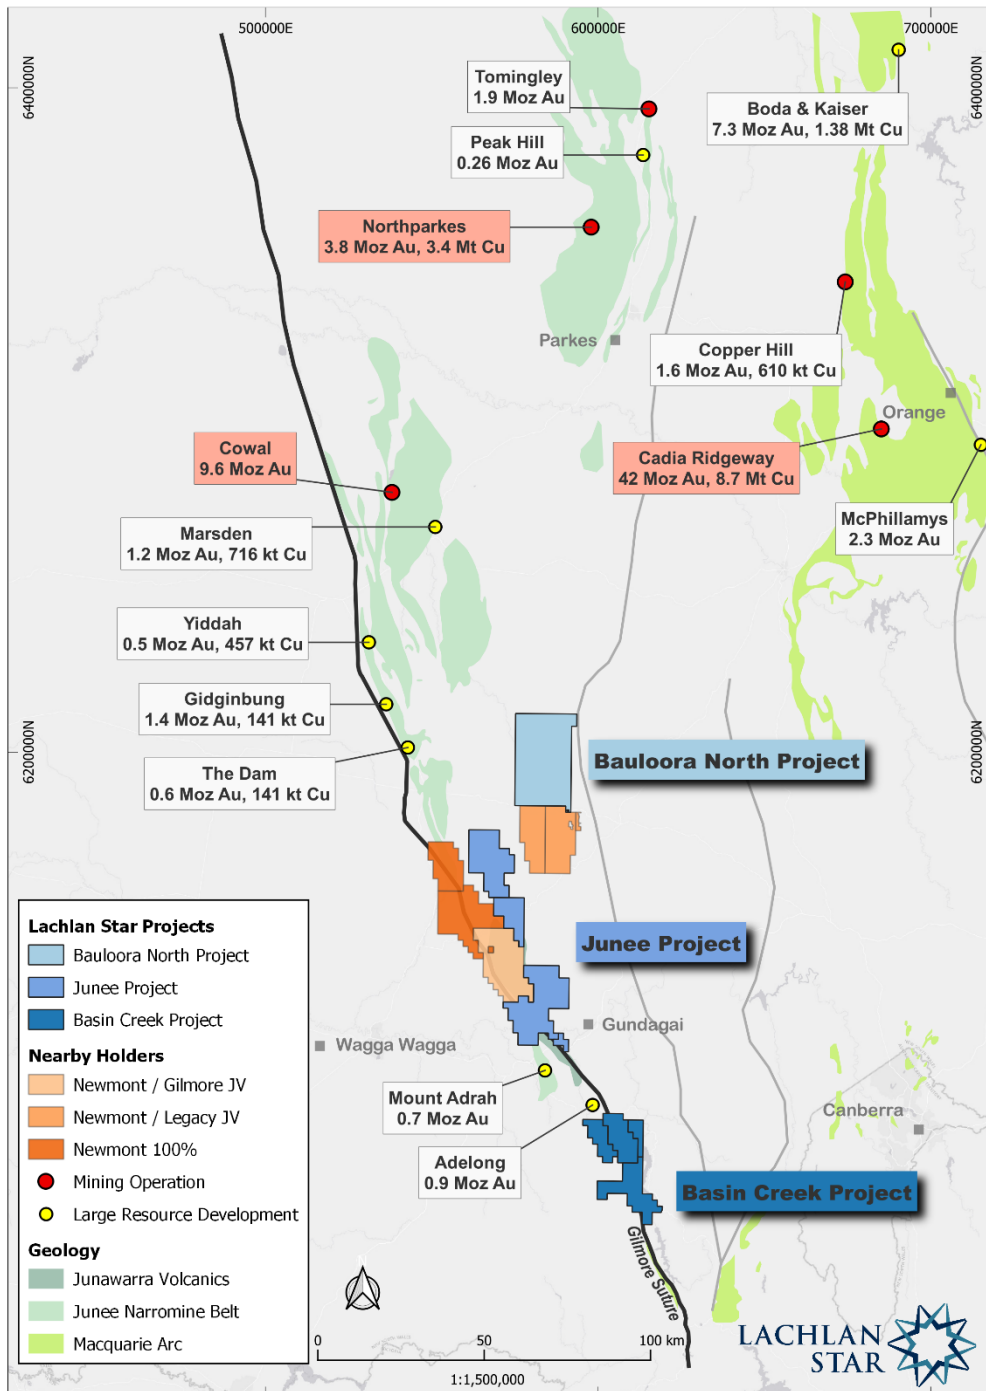 500000E
600000E
700000E
6400000N
6400000N
Tomingley
1.9 Moz Au
Boda & Kaiser
7.3 Moz Au, 1.38 Mt Cu
Peak Hill
0.26 Moz Au
Northparkes
3.8 Moz Au, 3.4 Mt Cu
Parkes
Copper Hill
1.6 Moz Au, 610 kt Cu
Orange
Cowal
9.6 Moz Au
Cadia Ridgeway
42 Moz Au, 8.7 Mt Cu
McPhillamys
2.3 Moz Au
Marsden
1.2 Moz Au, 716 kt Cu
Yiddah
0.5 Moz Au, 457 kt Cu
Gidginbung
1.4 Moz Au, 141 kt Cu
6200000N
6200000N
The Dam
0.6 Moz Au, 141 kt Cu
Bauloora North Project
Junee Project
Gundagai
Wagga Wagga
Mount Adrah
0.7 Moz Au
Canberra
Adelong
0.9 Moz Au
Basin Creek Project
Gilmore Suture
Lachlan Star Projects
Bauloora North Project
Junee Project
Basin Creek Project
Nearby Holders
Newmont / Gilmore JV
Newmont / Legacy JV
Newmont 100%
Mining Operation
Large Resource Development
Geology
Junawarra Volcanics
Junee Narromine Belt
Macquarie Arc
0
50
100 km
1:1,500,000
LACHLAN
STAR